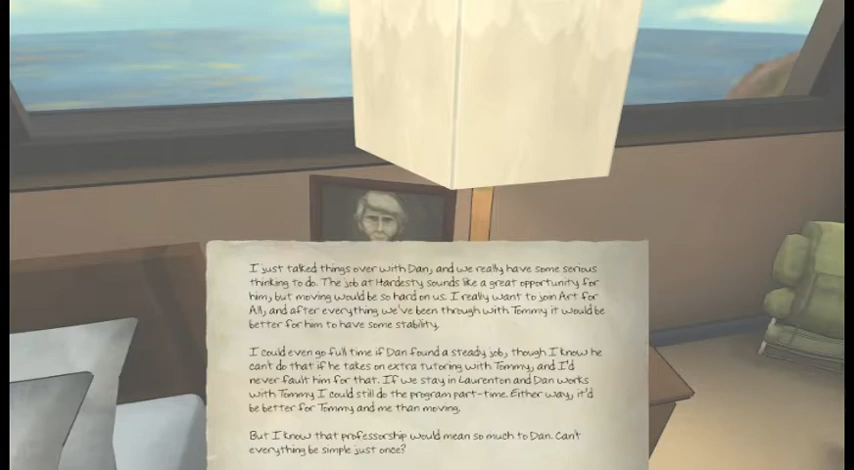 I just talked things over with Dan, and we really have some serious
thinking to do. The job at Hardesty sounds like a great opportunity for
him, but moving would be so hard on us. I really want to join Art for
All, and after everything we've been through with Tommy it would be
better for him to have some stability.
I could even go full time if Dan found a steady job, though I know he
can't do that if he takes on extra tutoring with Tommy, and I'd
never fault him for that. If we stay in Laurenton and Dan works
with Tommy I could still do the program part-time. Either way, it'd
be better for Tommy and me than moving.
But I know that professorship would mean so much to Dan. Can't
everything be simple just once?